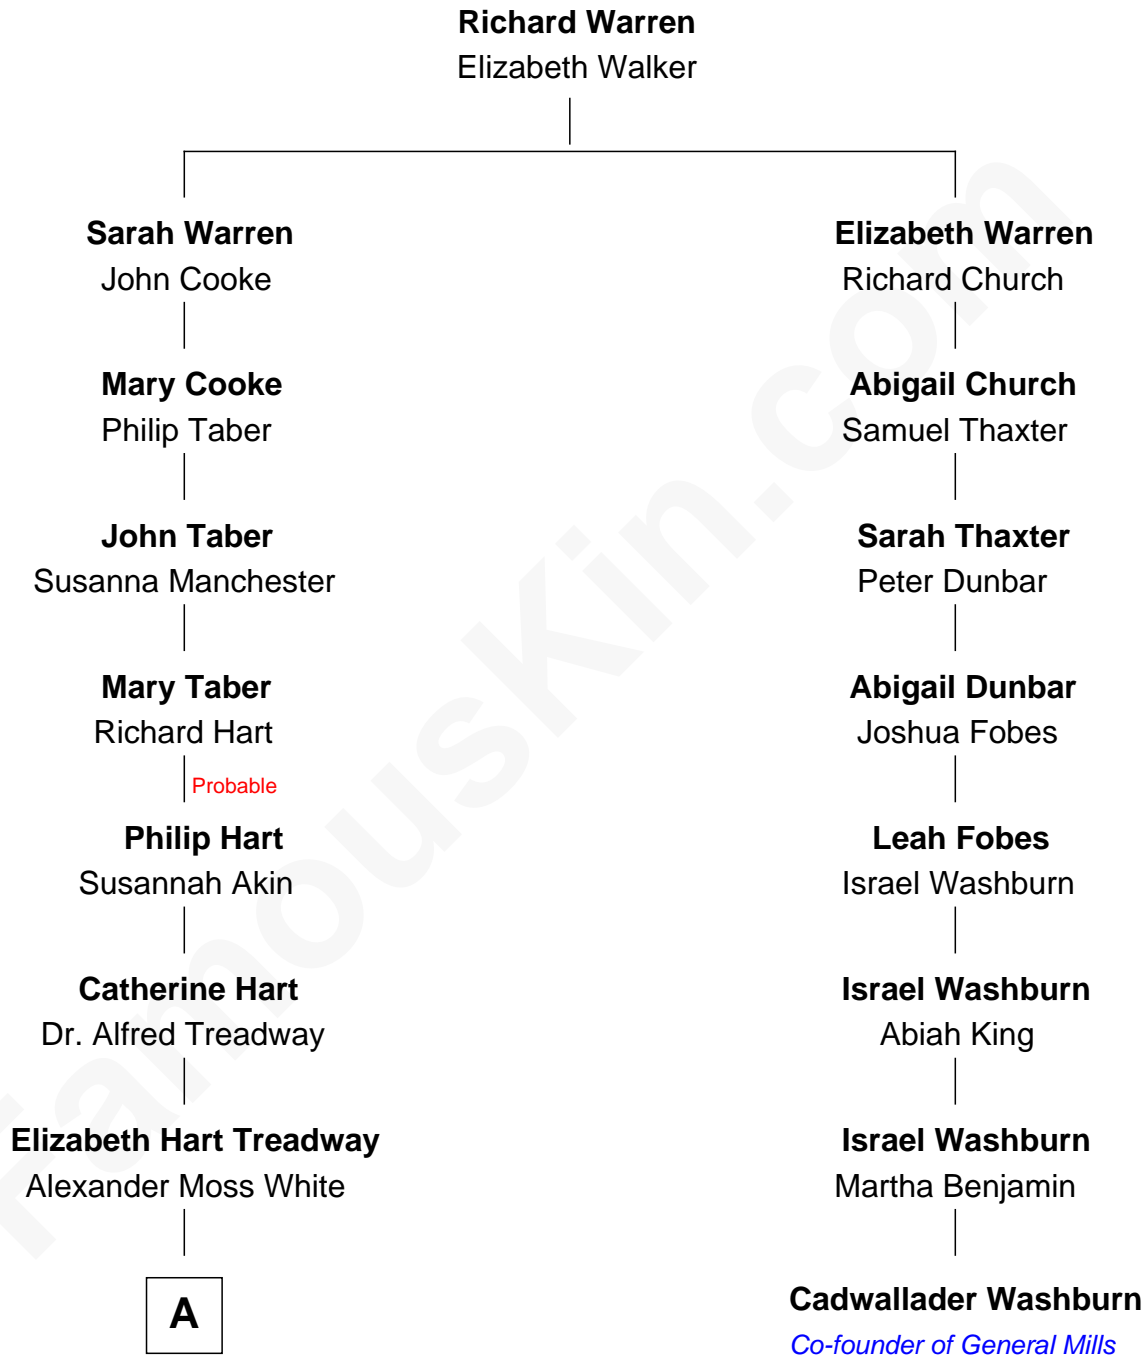 Richard Warren
Elizabeth Walker
Sarah Warren
John Cooke
Mary Cooke
Philip Taber
John Taber
Susanna Manchester
Mary Taber
Richard Hart
Probable
Philip Hart
Susannah Akin
Catherine Hart
Dr. Alfred Treadway
Elizabeth Hart Treadway
Alexander Moss White
A
Elizabeth Warren
Richard Church
Abigail Church
Samuel Thaxter
Sarah Thaxter
Peter Dunbar
Abigail Dunbar
Joshua Fobes
Leah Fobes
Israel Washburn
Israel Washburn
Abiah King
Israel Washburn
Martha Benjamin
Cadwallader Washburn
Co-founder of General Mills
FamousKin.com